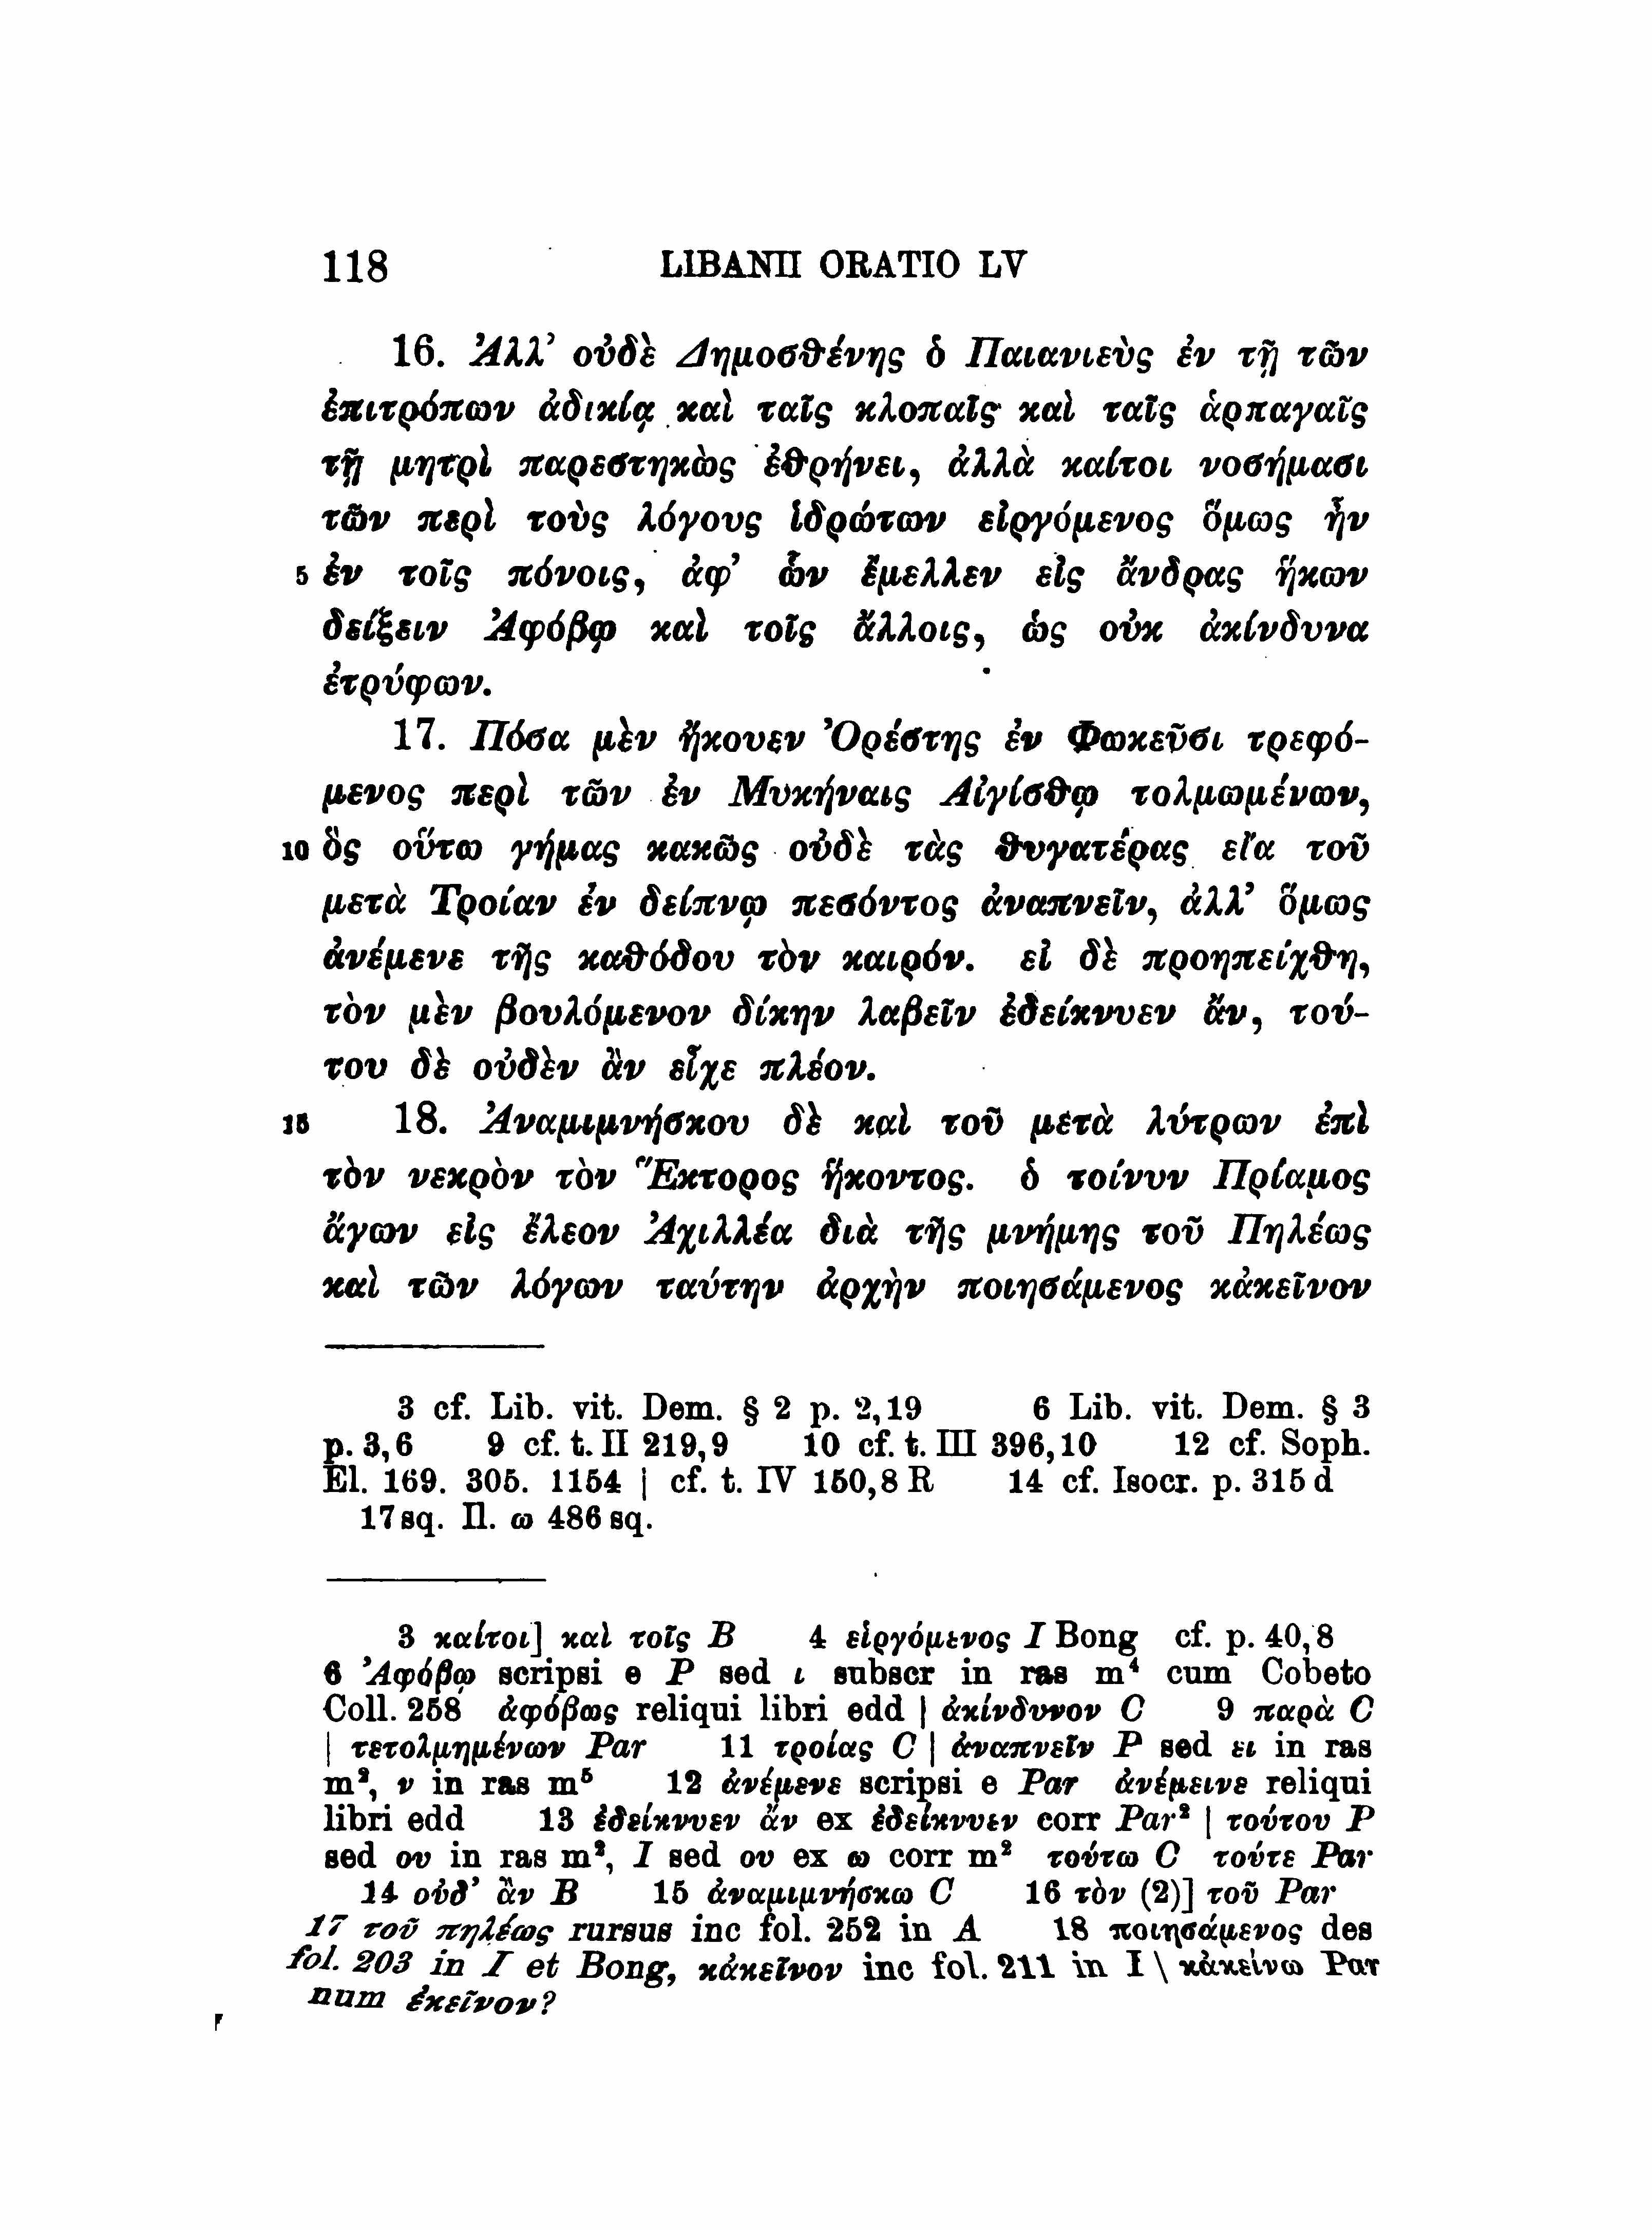 118 LIBANII ORATIO LV
16. Ἀλλ’ οὐδὲ Δημοσθένης ὁ Παιανιεὺς ἐν τῇ τῶν
ἐπιτρόπων ἀδικίᾳ καὶ ταῖς κλοπαῖς καὶ ταῖς ἁρπαγαῖς
τῇ μητρὶ παρεστηκὼς ἐθρήνει, ἀλλὰ καίτοι νοσήμασι
τῶν περὶ τοὺς λόγους ἱδρώτων εἰργόμενος ὅμως ἦν
5 ἐν τοῖς πόνοις, ἀφ’ ὧν ἔμελλεν εἰς ἄνδρας ἥκων
δείξειν Ἀφόβῳ καὶ τοῖς ἄλλοις, ὡς οὐκ ἀκίνδυνα
ἐτρύφων.
17. Πόσα μὲν ἤκουεν Ὀρέστης ἐν Φωκεῦσι τρεφό-
μενος περὶ τῶν ἐν Μυκήναις Αἰγίσθῳ τολμωμένων,
10 ὃς οὕτω γήμας κακῶς οὐδὲ τὰς θυγατέρας εἴα τοῦ
μετὰ Τροίαν ἐν δείπνῳ πεσόντος ἀναπνεῖν, ἀλλ’ ὅμως
ἀνέμενε τῆς καθόδου τὸν καιρόν. εἰ δὲ προηπείχθη,
τὸν μὲν βουλόμενον δίκην λαβεῖν ἐδείκνυεν ἄν, τού-
του δὲ οὐδὲν ἂν εἶχε πλέον.
15 18. Ἀναμιμνήσκου δὲ καὶ τοῦ μετὰ λύτρων ἐπὶ
τὸν νεκρὸν τὸν Ἕκτορος ἥκοντος. ὁ τοίνυν Πρίαμος
ἄγων εἰς ἔλεον Ἀχιλλέα διὰ τῆς μνήμης τοῦ Πηλέως
καὶ τῶν λόγων ταύτην ἀρχὴν ποιησάμενος κἀκεῖνον
3 cf. Lib. vit. Dem. § 2 p. 2,19 6 Lib. vit. Dem. § 3
p. 3,6 9 cf. t. II 219,9 10 cf. t. III 396,10 12 cf. Soph.
El. 169. 305. 1154 | cf. t. IV 150,8 R 14 cf. Isocr. p. 315 d
17 sq. Il. ω 486 sq.
3 καίτοι] καὶ τοῖς B 4 εἰργόμενος I Bong cf. p. 40,8
6 Ἀφόβῳ scripsi e P sed ι subscr in ras m⁴ cum Cobeto
Coll. 258 ἀφόβως reliqui libri edd | ἀκίνδυνον C 9 παρὰ C
| τετολμημένων Par 11 τροίας C | ἀναπνεῖν P sed ει in ras
m², ν in ras m⁵ 12 ἀνέμενε scripsi e Par ἀνέμεινε reliqui
libri edd 13 ἐδείκνυεν ἄν ex ἐδείκνυεν corr Par² | τούτου P
sed ου in ras m², I sed ου ex ω corr m² τούτω C τούτε Par
14 οὐδ’ ἂν B 15 ἀναμιμνήσκω C 16 τὸν (2)] τοῦ Par
17 τοῦ πηλέως rursus inc fol. 252 in A 18 ποιησάμενος des
fol. 203 in I et Bong, κἀκεῖνον inc fol. 211 in I \ κἀκείνω Par
num ἐκεῖνον?